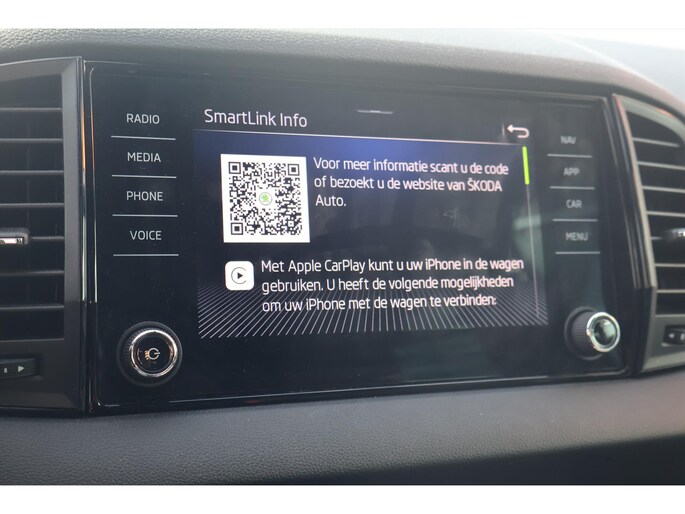 SmartLink Info
RADIO
MEDIA
PHONE
VOICE
NAV
APP
CAR
MENU
Voor meer informatie scant u de code
of bezoekt u de website van ŠKODA
Auto.
Met Apple CarPlay kunt u uw iPhone in de wagen
gebruiken. U heeft de volgende mogelijkheden
om uw iPhone met de wagen te verbinden: